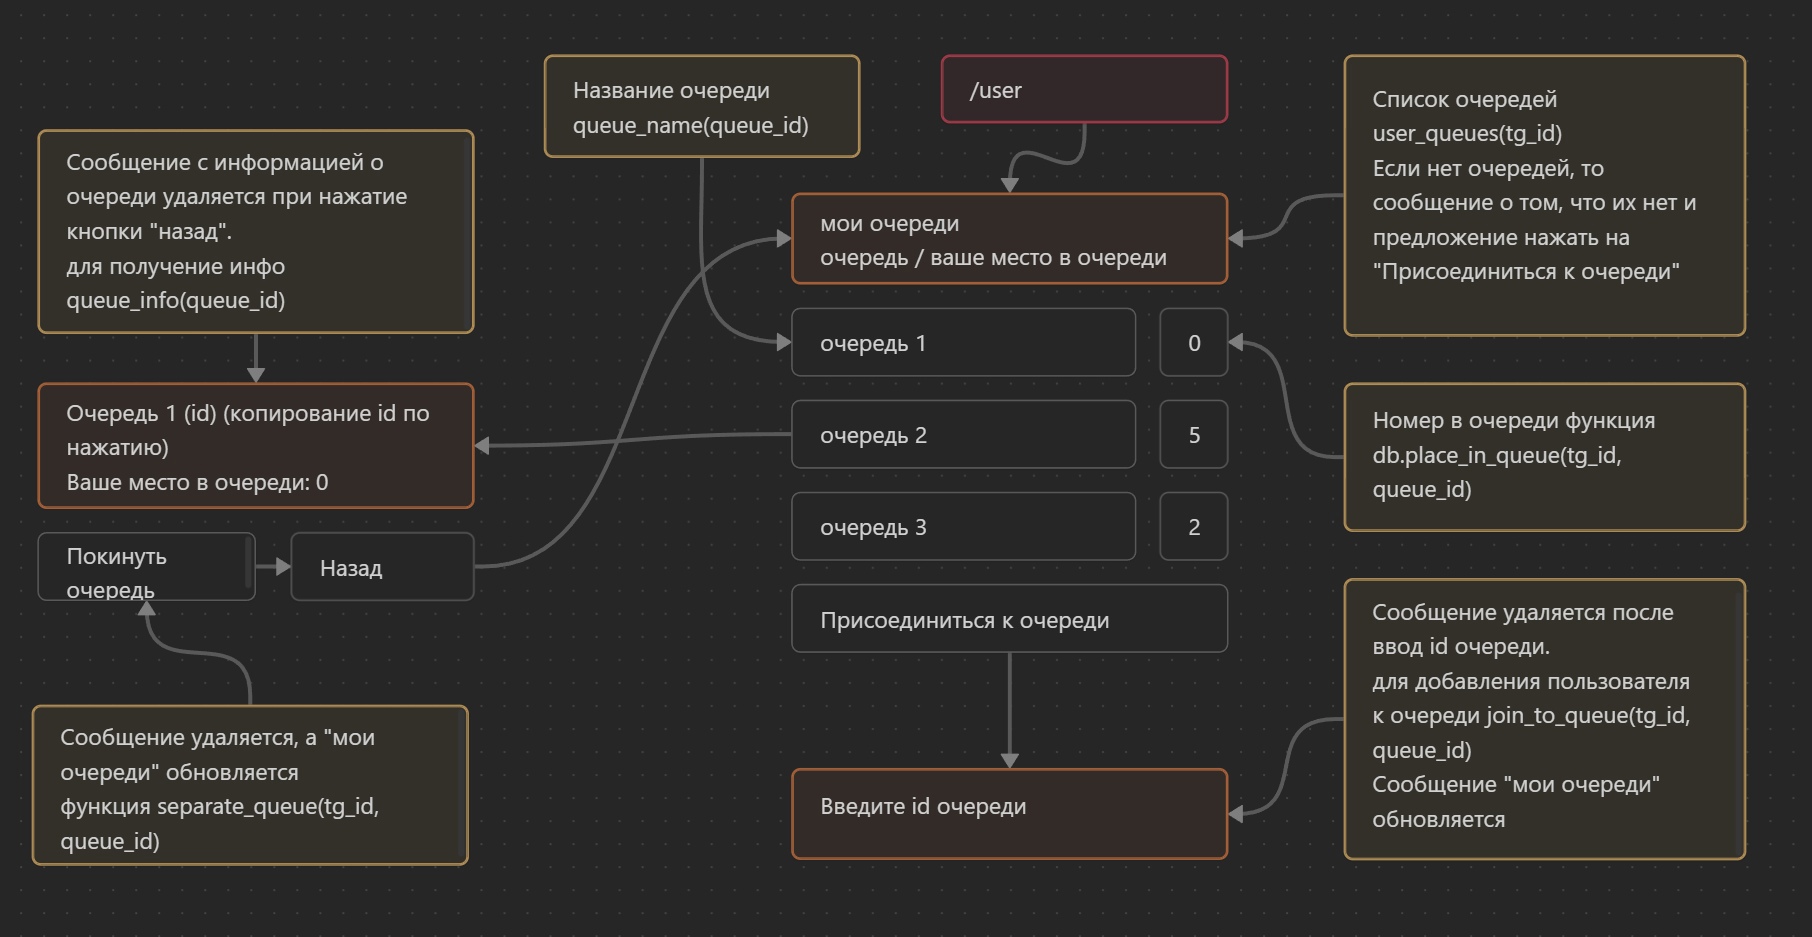 Название очереди
queue_name(queue_id)
/user
Список очередей
user_queues(tg_id)
Если нет очередей, то
сообщение о том, что их нет и
предложение нажать на
"Присоединиться к очереди"
Сообщение с информацией о
очереди удаляется при нажатие
кнопки "назад".
для получение инфо
queue_info(queue_id)
мои очереди
очередь / ваше место в очереди
очередь 1
0
очередь 2
5
очередь 3
2
Присоединиться к очереди
Номер в очереди функция
db.place_in_queue(tg_id,
queue_id)
Очередь 1 (id) (копирование id по
нажатию)
Ваше место в очереди: 0
Покинуть
очередь
Назад
Сообщение удаляется, а "мои
очереди" обновляется
функция separate_queue(tg_id,
queue_id)
Введите id очереди
Сообщение удаляется после
ввод id очереди.
для добавления пользователя
к очереди join_to_queue(tg_id,
queue_id)
Сообщение "мои очереди"
обновляется